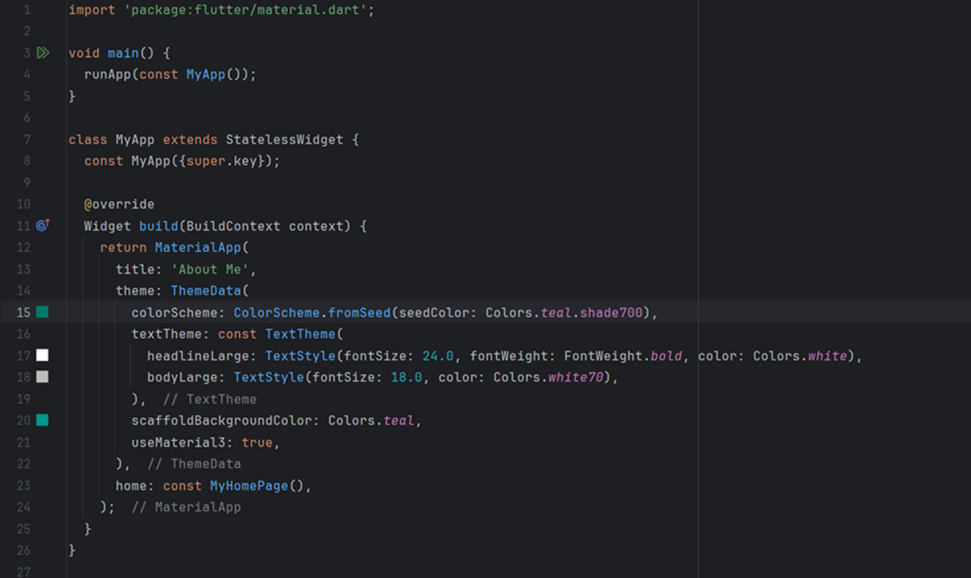 1 import 'package:flutter/material.dart';
2
3 void main() {
4 runApp(const MyApp());
5 }
6
7 class MyApp extends StatelessWidget {
8 const MyApp({super.key});
9
10 @override
11 Widget build(BuildContext context) {
12 return MaterialApp(
13 title: 'About Me',
14 theme: ThemeData(
15 colorScheme: ColorScheme.fromSeed(seedColor: Colors.teal.shade700),
16 textTheme: const TextTheme(
17 headlineLarge: TextStyle(fontSize: 24.0, fontWeight: FontWeight.bold, color: Colors.white),
18 bodyLarge: TextStyle(fontSize: 18.0, color: Colors.white70),
19 ), // TextTheme
20 scaffoldBackgroundColor: Colors.teal,
21 useMaterial3: true,
22 ), // ThemeData
23 home: const MyHomePage(),
24 ); // MaterialApp
25 }
26 }
27